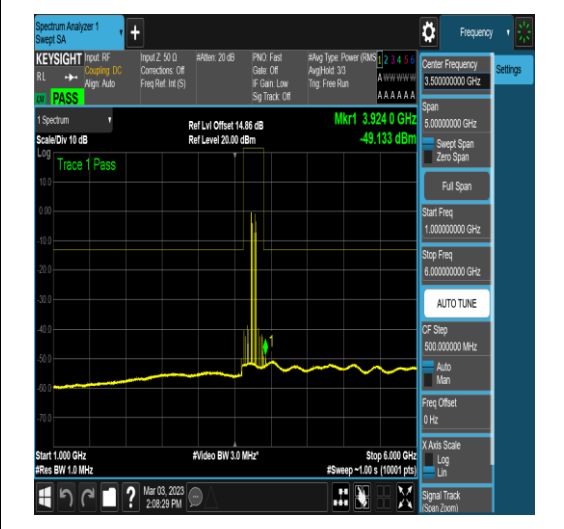 Spectrum Analyzer 1
Swept SA
Frequency
KEYSIGHT
RL
PASS
Input: RF
Coupling: DC
Align: Auto
Input Z: 50 Ω
Corrections: Off
Freq Ref: Int (S)
#Atten: 20 dB
PNO: Fast
Gate: Off
IF Gain: Low
Sig Track: Off
#Avg Type: Power (RMS
Avg|Hold: 3/3
Trig: Free Run
1 2 3 4 5 6
A W W W W W
A A A A A A
Center Frequency
3.500000000 GHz
Settings
Span
5.00000000 GHz
Swept Span
Zero Span
Full Span
Start Freq
1.000000000 GHz
Stop Freq
6.000000000 GHz
AUTO TUNE
CF Step
500.000000 MHz
Auto
Man
Freq Offset
0 Hz
X Axis Scale
Log
Lin
Signal Track
(Span Zoom)
1 Spectrum
Scale/Div 10 dB
Ref Lvl Offset 14.86 dB
Ref Level 20.00 dBm
Mkr1 3.924 0 GHz
-49.133 dBm
Log
Trace 1 Pass
10.0
0.00
-10.0
-20.0
-30.0
-40.0
-50.0
-60.0
-70.0
1
Start 1.000 GHz
#Res BW 1.0 MHz
#Video BW 3.0 MHz*
Stop 6.000 GHz
#Sweep ~1.00 s (10001 pts)
?
Mar 03, 2023
2:08:29 PM